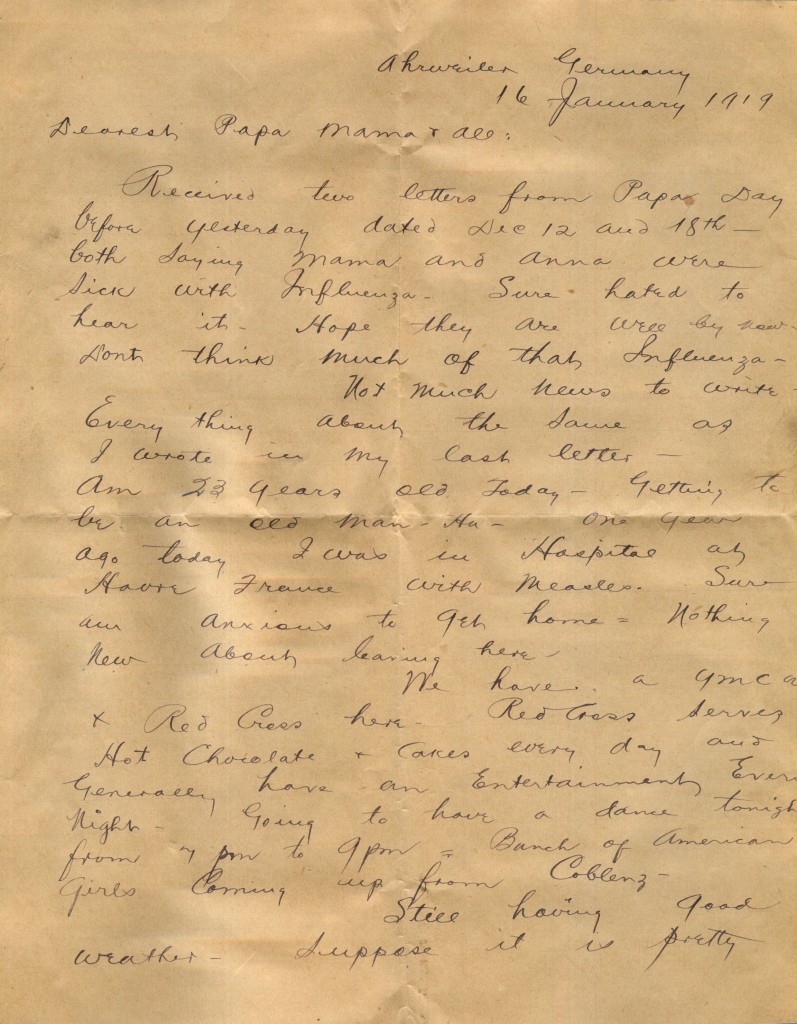 Ahrweiler Germany
16 January 1919
Dearest Papa Mama & all:
Received two letters from Papa Day
before yesterday dated Dec 12 and 18th —
both saying Mama and Anna were
sick with Influenza - Sure hated to
hear it - Hope they are well by now -
Dont think much of that Influenza -
Not much news to write -
Every thing about the same as
I wrote in my last letter -
Am 23 years old Today - Getting to
be an old man - Ha - One year
ago today I was in Hospital at
Havre France with Measles. Sure
am anxious to get home = Nothing
New About leaving here -
We have a YMCA
& Red Cross here - Red Cross serves
Hot Chocolate & Cakes every day and
Generally have an Entertainment Every
Night - Going to have a dance tonight
from 7 pm to 9 pm = Bunch of American
Girls Coming up from Coblenz -
Still having good
weather - Suppose it is pretty